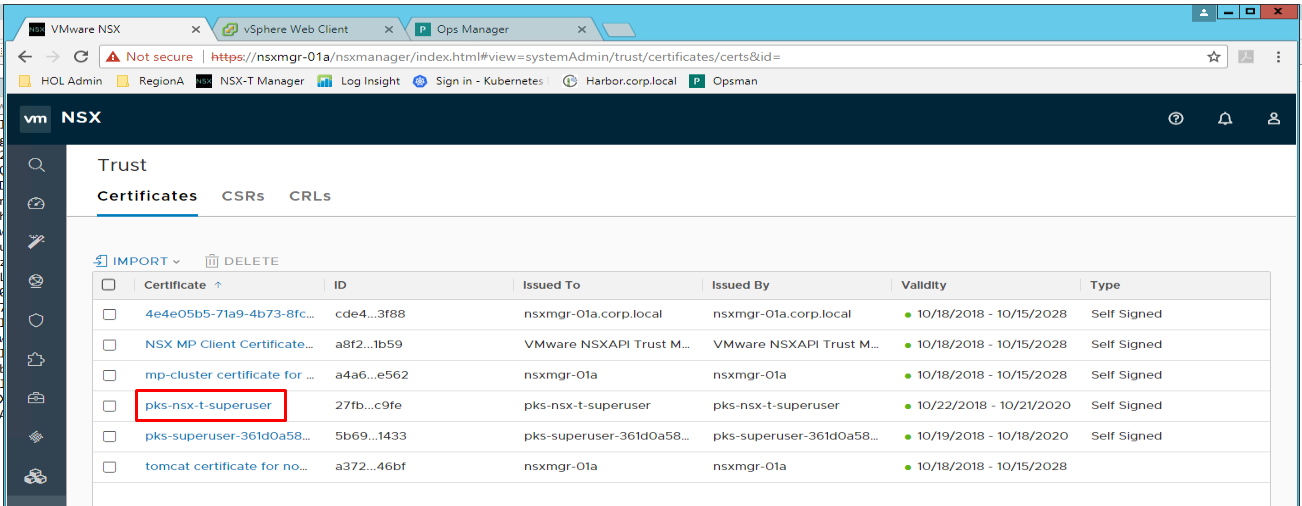 VMware NSX
vSphere Web Client
Ops Manager
Not secure https://nsxmgr-01a/nsxmanager/index.html#view=systemAdmin/trust/certificates/certs&id=
HOL Admin RegionA NSX NSX-T Manager Log Insight Sign in - Kubernetes Harbor.corp.local P Opsman
vm NSX
Trust
Certificates CSRs CRLs
IMPORT DELETE
Certificate ID Issued To Issued By Validity Type
4e4e05b5-71a9-4b73-8fc... cde4...3f88 nsxmgr-01a.corp.local nsxmgr-01a.corp.local 10/18/2018 - 10/15/2028 Self Signed
NSX MP Client Certificate... a8f2...1b59 VMware NSXAPI Trust M... VMware NSXAPI Trust M... 10/18/2018 - 10/15/2028 Self Signed
mp-cluster certificate for ... a4a6...e562 nsxmgr-01a nsxmgr-01a 10/18/2018 - 10/15/2028 Self Signed
pks-nsx-t-superuser 27fb...c9fe pks-nsx-t-superuser pks-nsx-t-superuser 10/22/2018 - 10/21/2020 Self Signed
pks-superuser-361d0a58... 5b69...1433 pks-superuser-361d0a58... pks-superuser-361d0a58... 10/19/2018 - 10/18/2020 Self Signed
tomcat certificate for no... a372...46bf nsxmgr-01a nsxmgr-01a 10/18/2018 - 10/15/2028